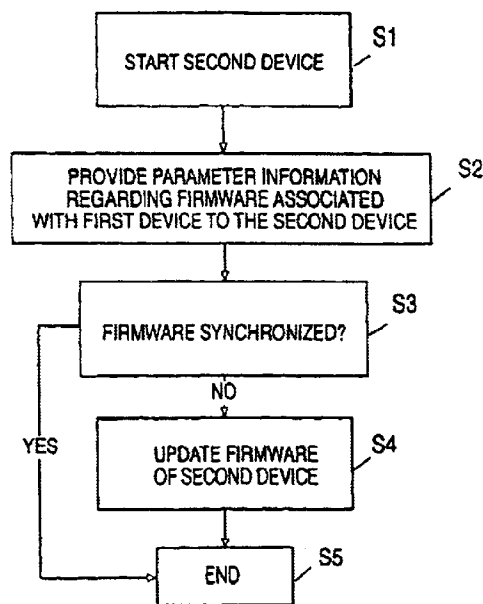 START SECOND DEVICE
S1
PROVIDE PARAMETER INFORMATION
REGARDING FIRMWARE ASSOCIATED
WITH FIRST DEVICE TO THE SECOND DEVICE
S2
FIRMWARE SYNCHRONIZED?
S3
NO
YES
UPDATE FIRMWARE
OF SECOND DEVICE
S4
END
S5